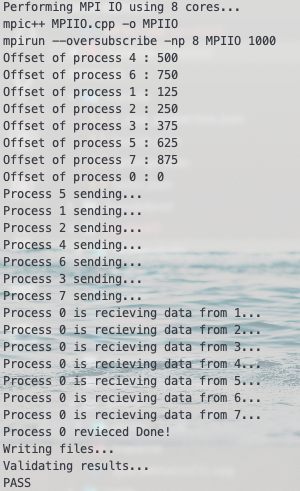 Performing MPI IO using 8 cores...
mpic++ MPIIO.cpp -o MPIIO
mpirun --oversubscribe -np 8 MPIIO 1000
Offset of process 4 : 500
Offset of process 6 : 750
Offset of process 1 : 125
Offset of process 2 : 250
Offset of process 3 : 375
Offset of process 5 : 625
Offset of process 7 : 875
Offset of process 0 : 0
Process 5 sending...
Process 1 sending...
Process 2 sending...
Process 4 sending...
Process 6 sending...
Process 3 sending...
Process 7 sending...
Process 0 is recieving data from 1...
Process 0 is recieving data from 2...
Process 0 is recieving data from 3...
Process 0 is recieving data from 4...
Process 0 is recieving data from 5...
Process 0 is recieving data from 6...
Process 0 is recieving data from 7...
Process 0 revieced Done!
Writing files...
Validating results...
PASS